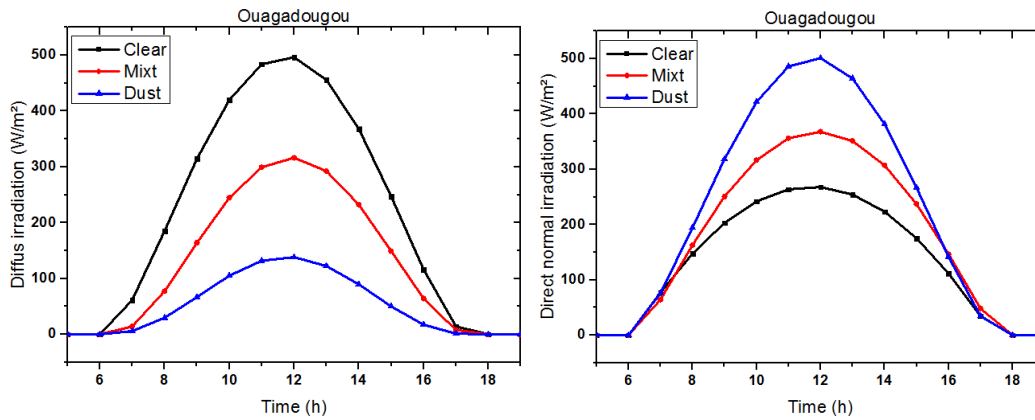 Ouagadougou
Clear
Mixt
Dust
500
400
300
200
100
0
Diffus irradiation (W/m²)
6 8 10 12 14 16 18
Time (h)
Ouagadougou
Clear
Mixt
Dust
500
400
300
200
100
0
Direct normal irradiation (W/m²)
6 8 10 12 14 16 18
Time (h)